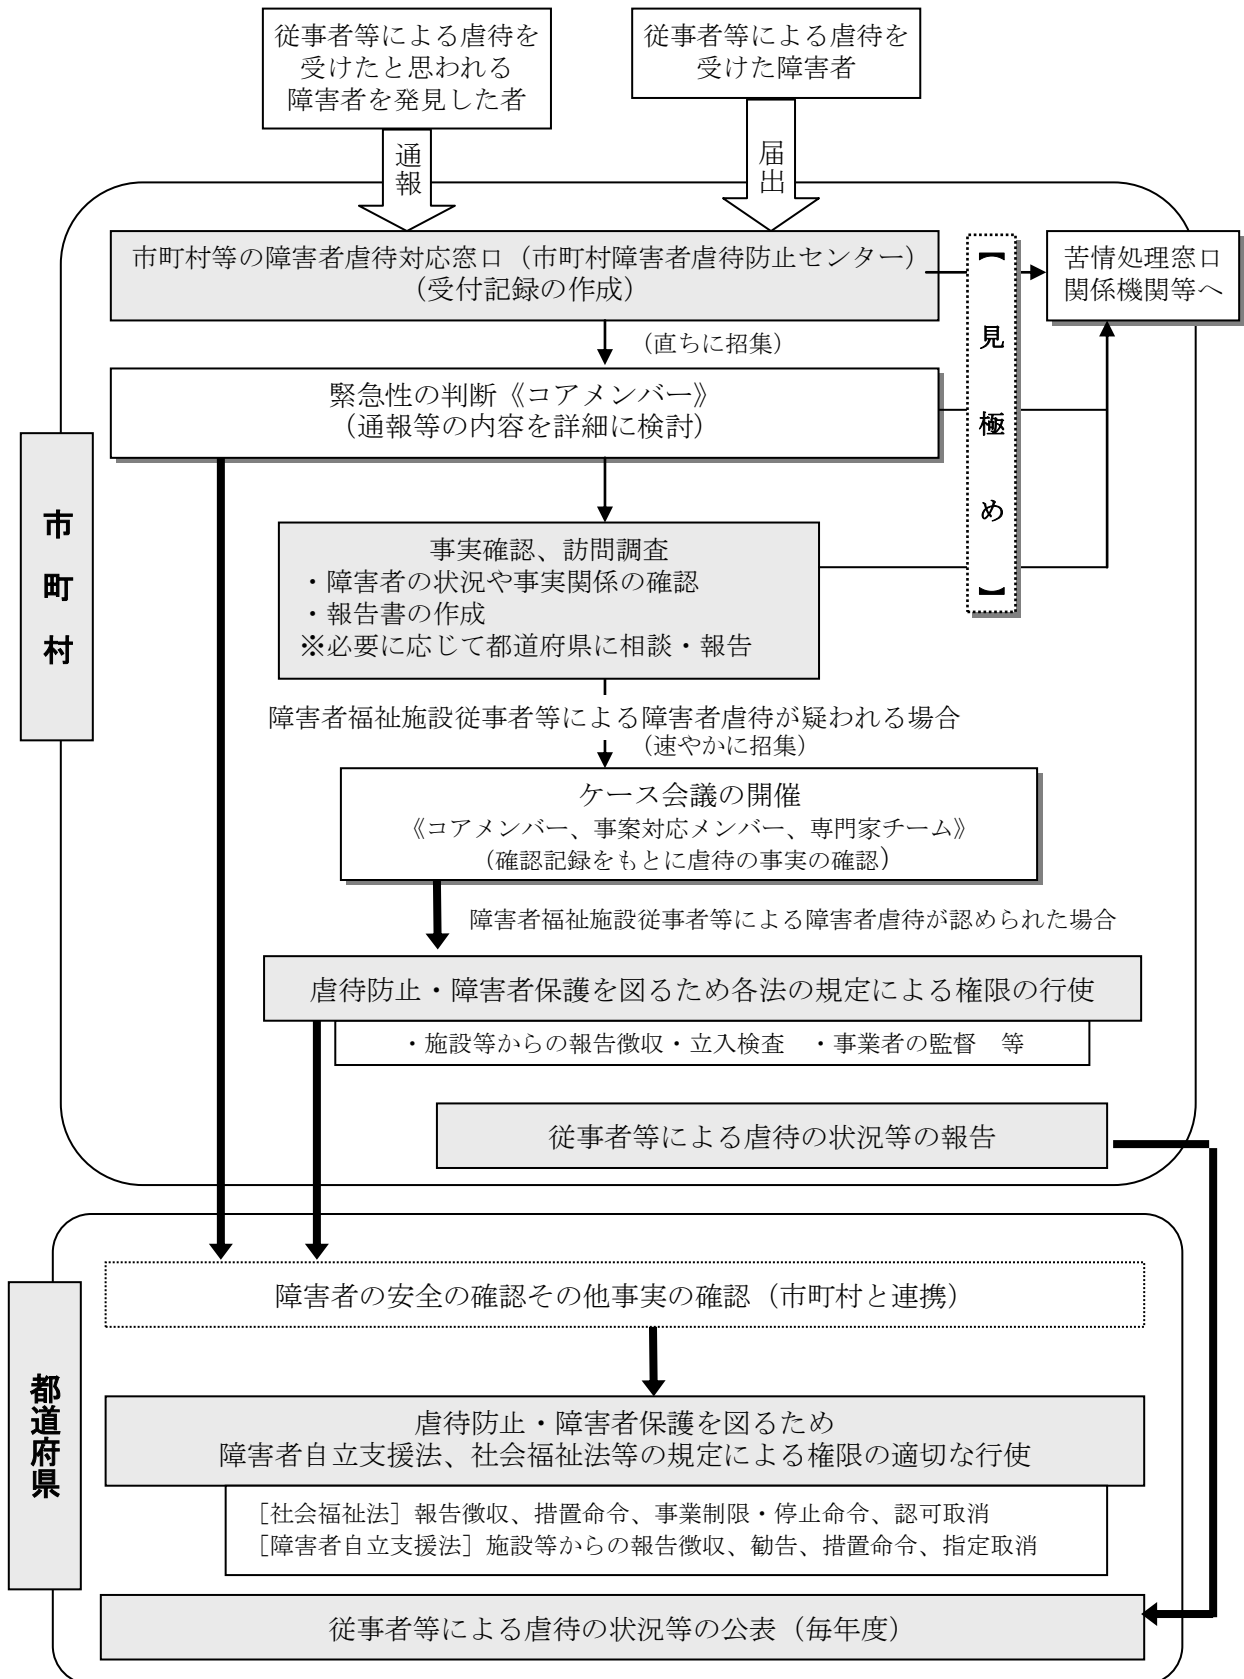 従事者等による虐待を
受けたと思われる
障害者を発見した者
従事者等による虐待を
受けた障害者
通報
届出
市町村等の障害者虐待対応窓口（市町村障害者虐待防止センター）
（受付記録の作成）
【見極め】
苦情処理窓口
関係機関等へ
（直ちに招集）
緊急性の判断《コアメンバー》
（通報等の内容を詳細に検討）
市町村
事実確認、訪問調査
・障害者の状況や事実関係の確認
・報告書の作成
※必要に応じて都道府県に相談・報告
障害者福祉施設従事者等による障害者虐待が疑われる場合
（速やかに招集）
ケース会議の開催
《コアメンバー、事案対応メンバー、専門家チーム》
（確認記録をもとに虐待の事実の確認）
障害者福祉施設従事者等による障害者虐待が認められた場合
虐待防止・障害者保護を図るため各法の規定による権限の行使
・施設等からの報告徴収・立入検査　・事業者の監督　等
従事者等による虐待の状況等の報告
都道府県
障害者の安全の確認その他事実の確認（市町村と連携）
虐待防止・障害者保護を図るため
障害者自立支援法、社会福祉法等の規定による権限の適切な行使
［社会福祉法］報告徴収、措置命令、事業制限・停止命令、認可取消
［障害者自立支援法］施設等からの報告徴収、勧告、措置命令、指定取消
従事者等による虐待の状況等の公表（毎年度）